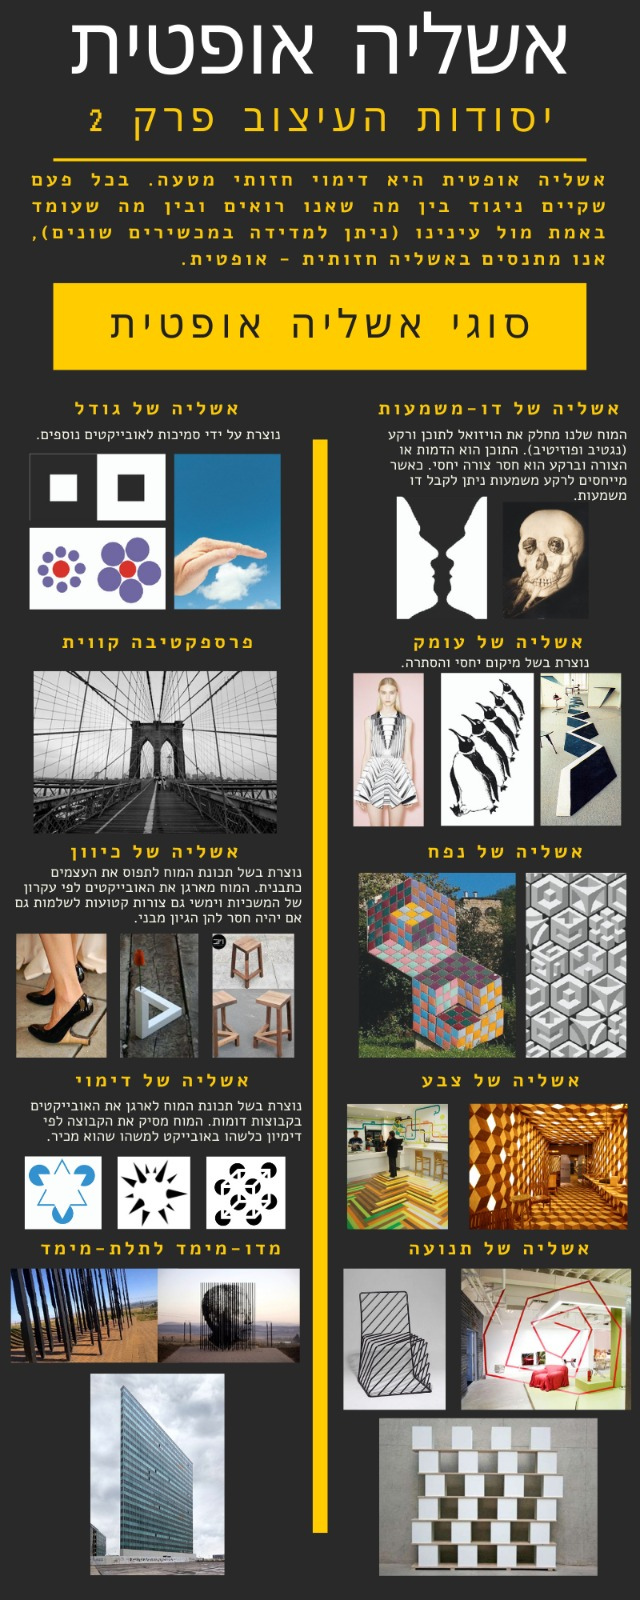 אשליה אופטית
יסודות העיצוב פרק 2
אשליה אופטית היא דימוי חזותי מטעה. בכל פעם
שקיים ניגוד בין מה שאנו רואים ובין מה שעומד
באמת מול עינינו (ניתן למדידה במכשירים שונים),
אנו מתנסים באשליה חזותית - אופטית.
סוגי אשליה אופטית
אשליה של דו-משמעות
המוח שלנו מחלק את הויזואל לתוכן ורקע
(נגטיב ופוזיטיב). התוכן הוא הדמות או
הצורה וברקע הוא חסר צורה יחסי. כאשר
מייחסים לרקע משמעות ניתן לקבל דו
משמעות.
אשליה של עומק
נוצרת בשל מיקום יחסי והסתרה.
אשליה של נפח
אשליה של צבע
אשליה של תנועה
אשליה של גודל
נוצרת על ידי סמיכות לאובייקטים נוספים.
פרספקטיבה קווית
אשליה של כיוון
נוצרת בשל תכונת המוח לתפוס את העצמים
כתבנית. המוח מארגן את האובייקטים לפי עקרון
של המשכיות וימשי גם צורות קטועות לשלמות גם
אם יהיה חסר להן הגיון מבני.
אשליה של דימוי
נוצרת בשל תכונת המוח לארגן את האובייקטים
בקבוצות דומות. המוח מסיק את הקבוצה לפי
דימיון כלשהו באובייקט למשהו שהוא מכיר.
מדו-מימד לתלת-מימד